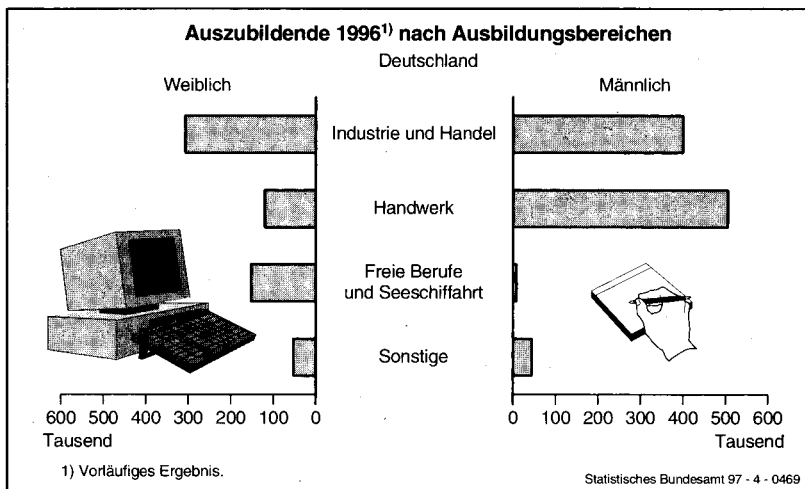 Auszubildende 1996¹⁾ nach Ausbildungsbereichen
Deutschland
Weiblich
Männlich
Industrie und Handel
Handwerk
Freie Berufe
und Seeschiffahrt
Sonstige
600 500 400 300 200 100 0
0 100 200 300 400 500 600
Tausend
Tausend
1) Vorläufiges Ergebnis.
Statistisches Bundesamt 97 - 4 - 0469